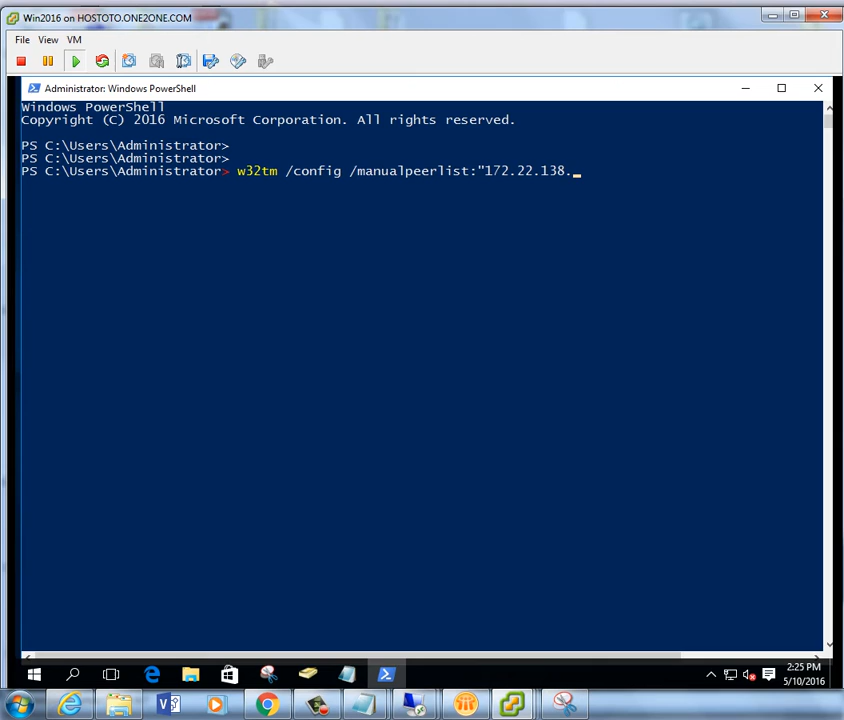 Win2016 on HOSTOTO.ONE2ONE.COM
File View VM
Administrator: Windows PowerShell
Windows PowerShell
Copyright (C) 2016 Microsoft Corporation. All rights reserved.
PS C:\Users\Administrator>
PS C:\Users\Administrator>
PS C:\Users\Administrator> w32tm /config /manualpeerlist:"172.22.138._
2:25 PM
5/10/2016